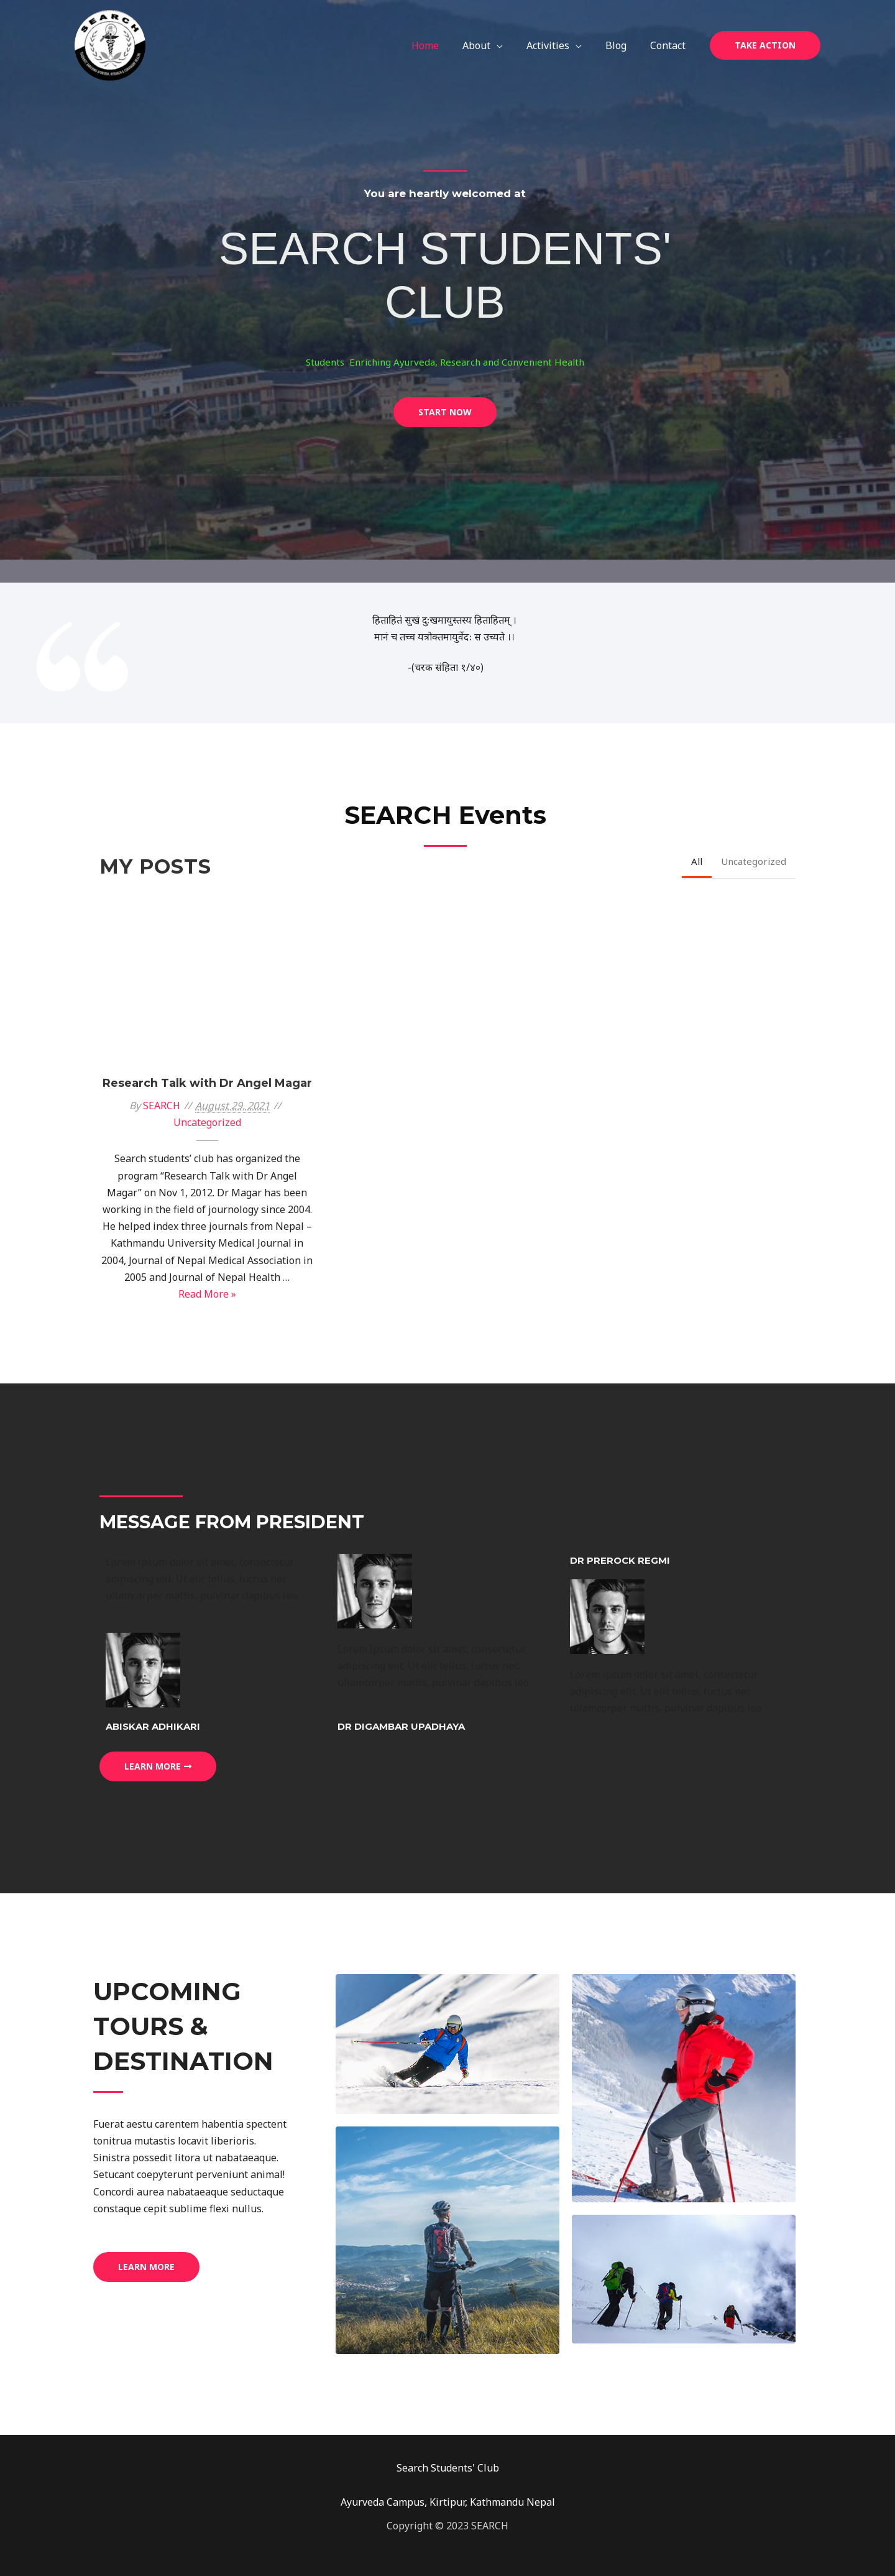 SEARCH
Home
About
Activities
Blog
Contact
TAKE ACTION
You are heartly welcomed at
SEARCH STUDENTS'
CLUB
Students  Enriching Ayurveda, Research and Convenient Health
START NOW
हिताहितं सुखं दुःखमायुस्तस्य हिताहितम् ।
मानं च तच्च यत्रोक्तमायुर्वेदः स उच्यते ।।
-(चरक संहिता १/४०)
SEARCH Events
MY POSTS
All
Uncategorized
Research Talk with Dr Angel Magar
By SEARCH // August 29, 2021 //
Uncategorized
Search students’ club has organized the
program “Research Talk with Dr Angel
Magar” on Nov 1, 2012. Dr Magar has been
working in the field of journology since 2004.
He helped index three journals from Nepal –
Kathmandu University Medical Journal in
2004, Journal of Nepal Medical Association in
2005 and Journal of Nepal Health …
Read More »
MESSAGE FROM PRESIDENT
ABISKAR ADHIKARI
DR DIGAMBAR UPADHAYA
DR PREROCK REGMI
LEARN MORE
UPCOMING
TOURS &
DESTINATION
Fuerat aestu carentem habentia spectent
tonitrua mutastis locavit liberioris.
Sinistra possedit litora ut nabataeaque.
Setucant coepyterunt perveniunt animal!
Concordi aurea nabataeaque seductaque
constaque cepit sublime flexi nullus.
LEARN MORE
Search Students' Club
Ayurveda Campus, Kirtipur, Kathmandu Nepal
Copyright © 2023 SEARCH